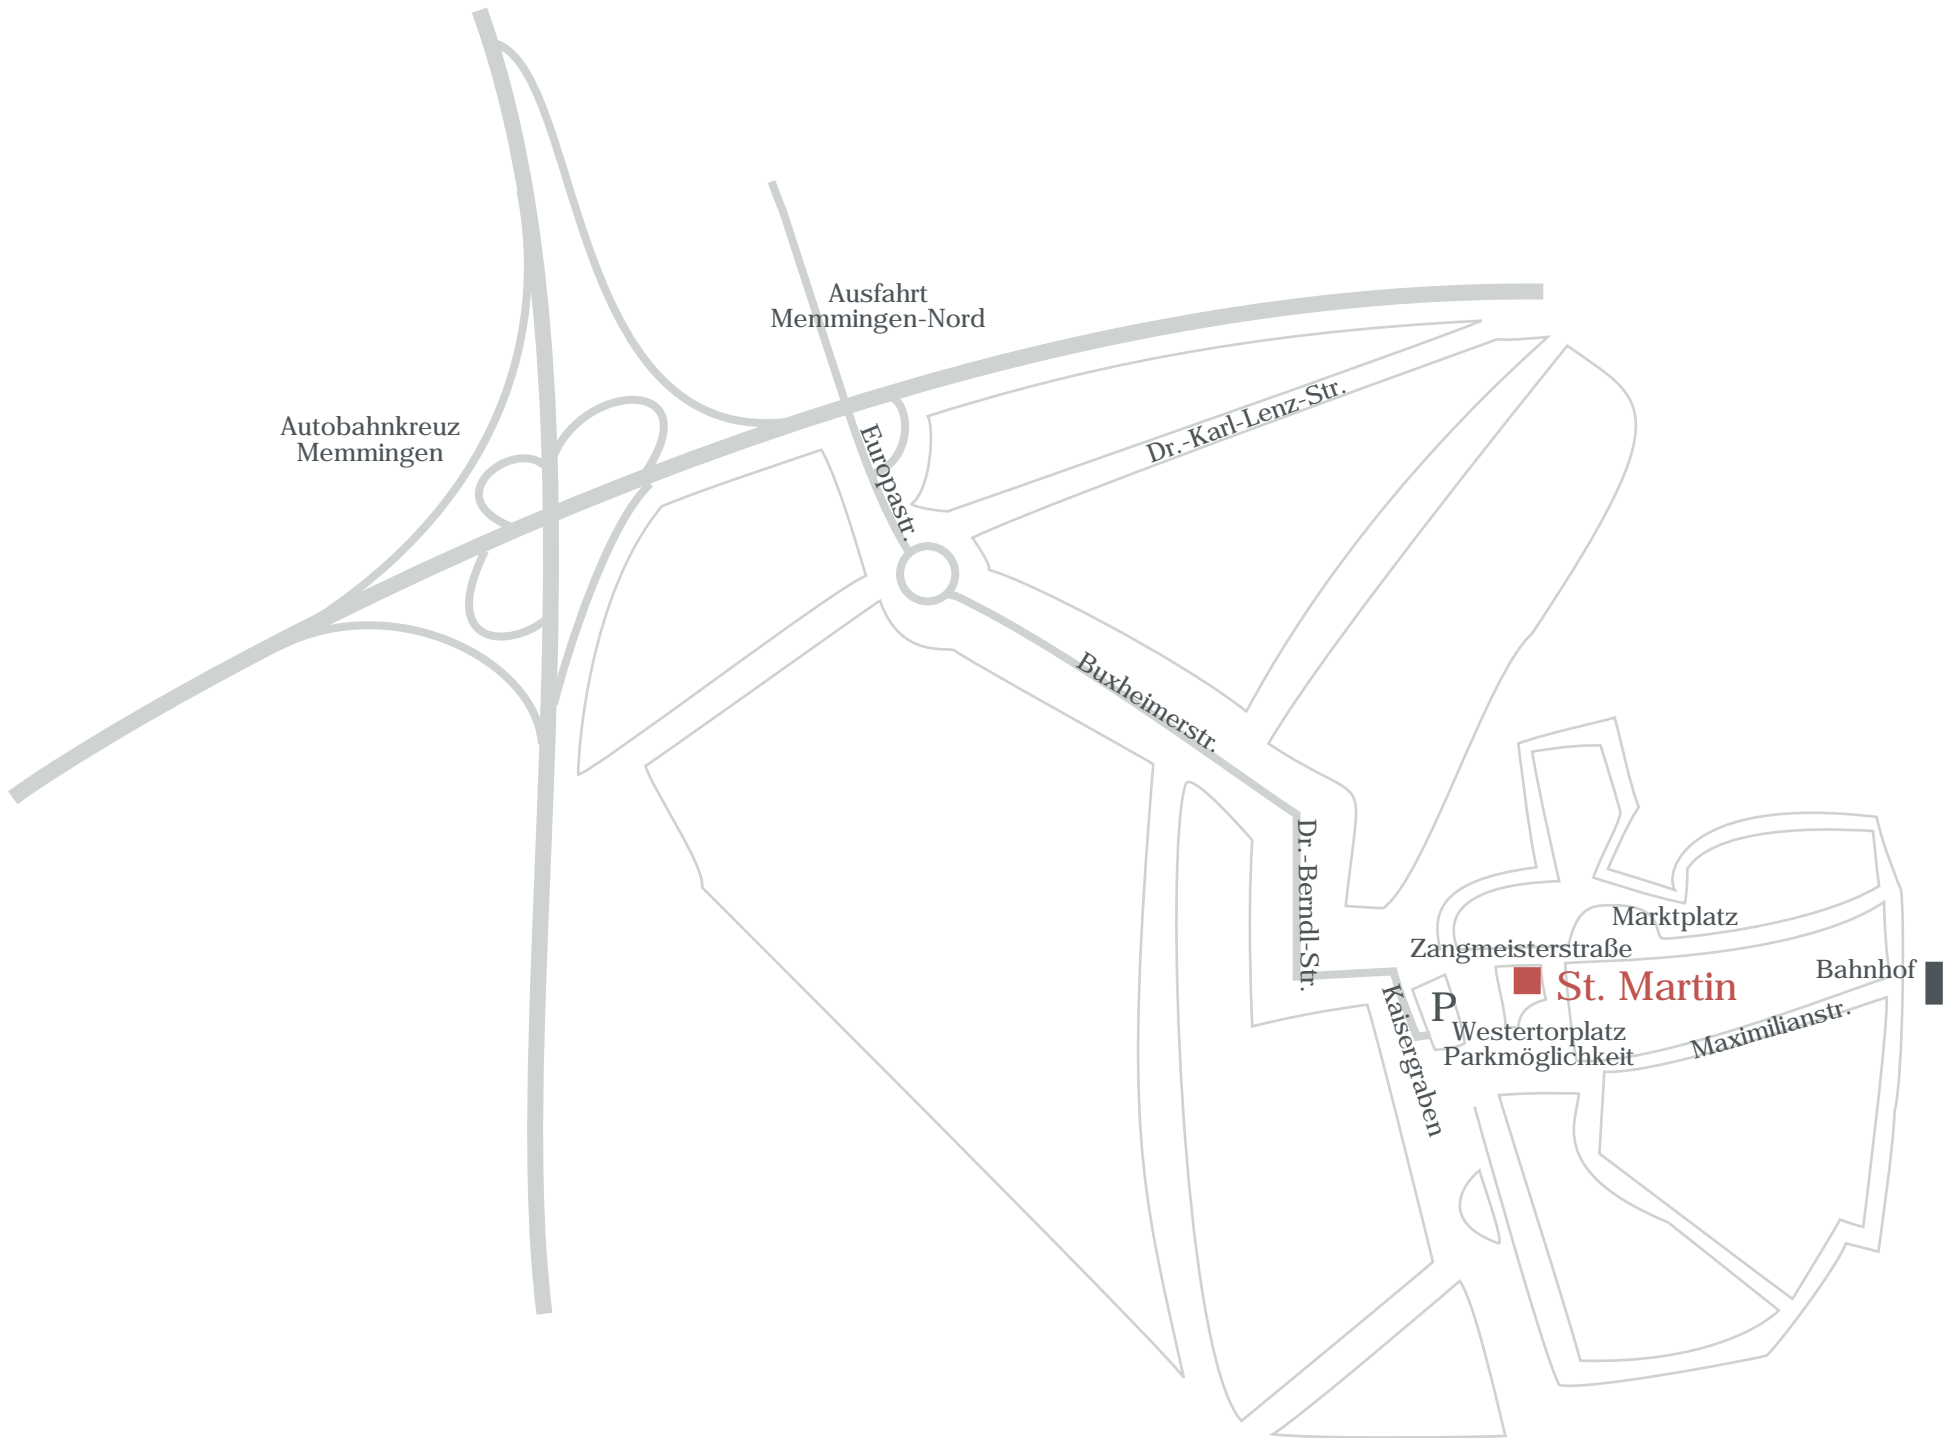 Ausfahrt
Memmingen-Nord
Autobahnkreuz
Memmingen
Europastr.
Dr.-Karl-Lenz-Str.
Buxheimerstr.
Dr.-Berndl-Str.
Marktplatz
Zangmeisterstraße
St. Martin
Bahnhof
Kaisergraben
P
Westertorplatz
Parkmöglichkeit
Maximilianstr.